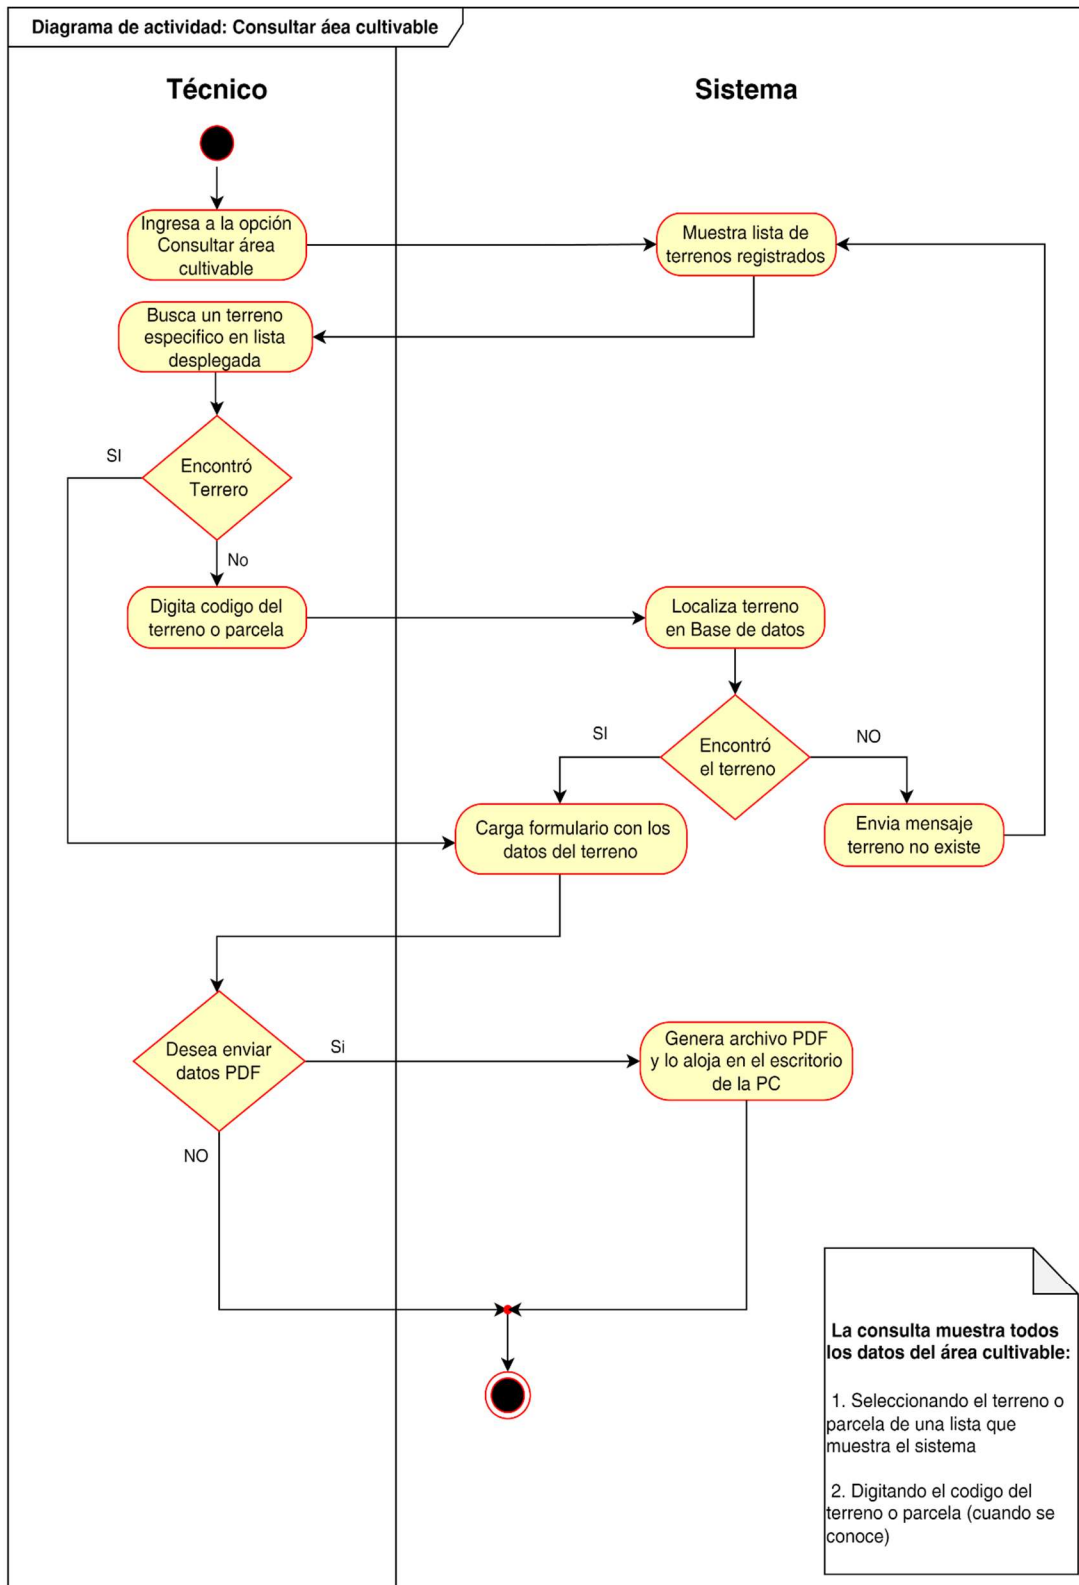 Diagrama de actividad: Consultar áea cultivable
Técnico
Sistema
Ingresa a la opción
Consultar área
cultivable
Muestra lista de
terrenos registrados
Busca un terreno
especifico en lista
desplegada
SI
Encontró
Terrero
No
Digita codigo del
terreno o parcela
Localiza terreno
en Base de datos
SI
Encontró
el terreno
NO
Carga formulario con los
datos del terreno
Envia mensaje
terreno no existe
Desea enviar
datos PDF
Si
Genera archivo PDF
y lo aloja en el escritorio
de la PC
NO
La consulta muestra todos
los datos del área cultivable:
1. Seleccionando el terreno o
parcela de una lista que
muestra el sistema
2. Digitando el codigo del
terreno o parcela (cuando se
conoce)